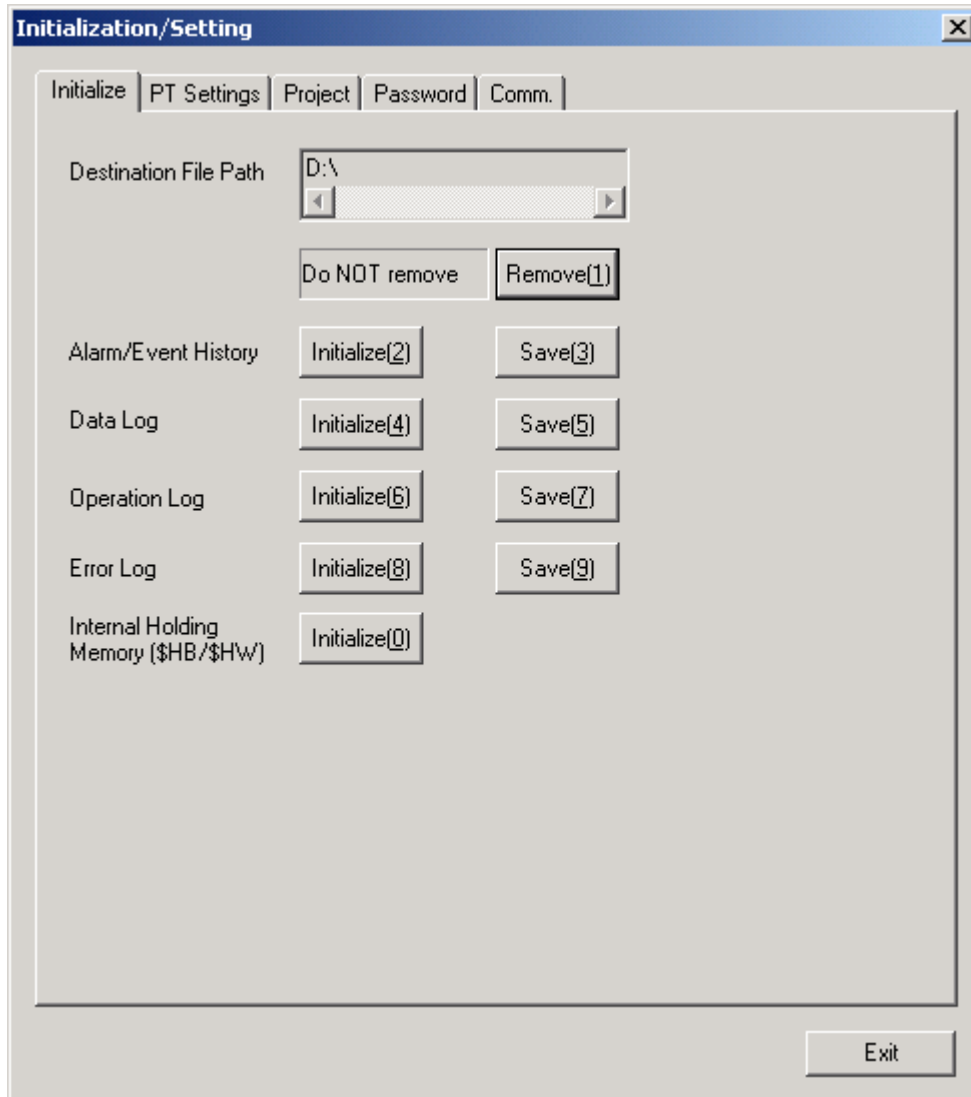 Initialization/Setting
Initialize PT Settings Project Password Comm.
Destination File Path D:\
Do NOT remove Remove(1)
Alarm/Event History Initialize(2) Save(3)
Data Log Initialize(4) Save(5)
Operation Log Initialize(6) Save(7)
Error Log Initialize(8) Save(9)
Internal Holding
Memory ($HB/$HW) Initialize(0)
Exit